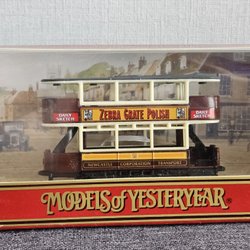 DAILY SKETCH
ZEBRA GRATE POLISH
DAILY SKETCH
NEWCASTLE CORPORATION TRANSPORT
MODELS OF YESTERYEAR®